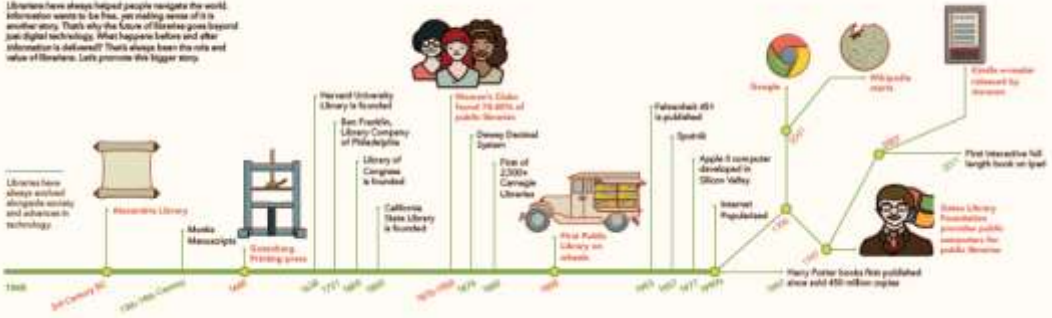 Librarians have always helped people navigate the world.
Information wants to be free, yet making sense of it is
another story. That's why the future of libraries goes beyond
just digital technology. What happens before and after
information is delivered? That's always been the role and
value of librarians. Let's promote this bigger story.
Libraries have
always evolved
alongside society
and advances in
technology.
Alexandria Library
3rd Century BC
Monks
Manuscripts
Gutenberg
Printing press
Harvard University
Library is founded
1638
Ben Franklin,
Library Company
of Philadelphia
1731
Library of
Congress
is founded
California
State Library
is founded
Women's Clubs
found 75-80% of
public libraries
Dewey Decimal
System
1876
First of
2,500+
Carnegie
Libraries
First Public
Library on
wheels
Fahrenheit 451
is published
1953
Sputnik
1957
Apple II computer
developed in
Silicon Valley
1977
Internet
Popularized
1990s
Google
Wikipedia
starts
2001
Kindle e-reader
released by
Amazon
2007
First interactive full
length book on Ipad
2011
Gates Library
Foundation
provides public
computers for
public libraries
1997
Harry Potter books first published
since sold 450 million copies